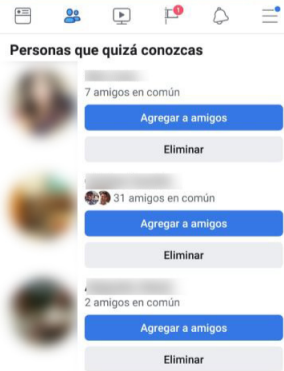 Personas que quizá conozcas
7 amigos en común
Agregar a amigos
Eliminar
31 amigos en común
Agregar a amigos
Eliminar
2 amigos en común
Agregar a amigos
Eliminar